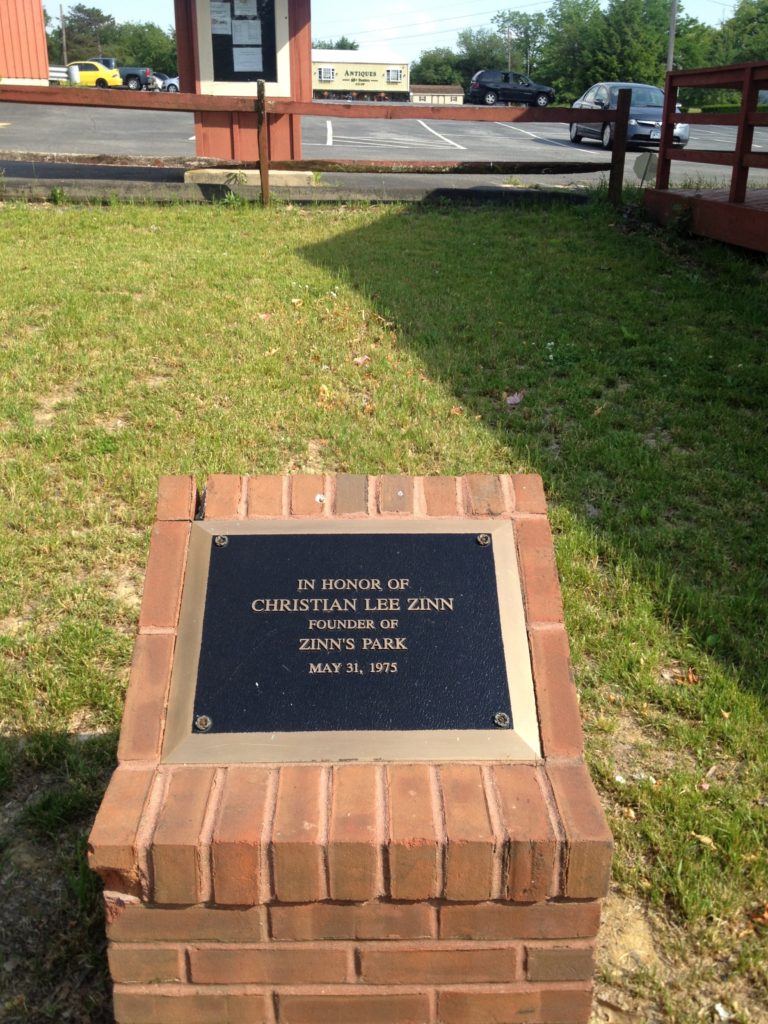 ANTIQUES
IN HONOR OF
CHRISTIAN LEE ZINN
FOUNDER OF
ZINN'S PARK
MAY 31, 1975